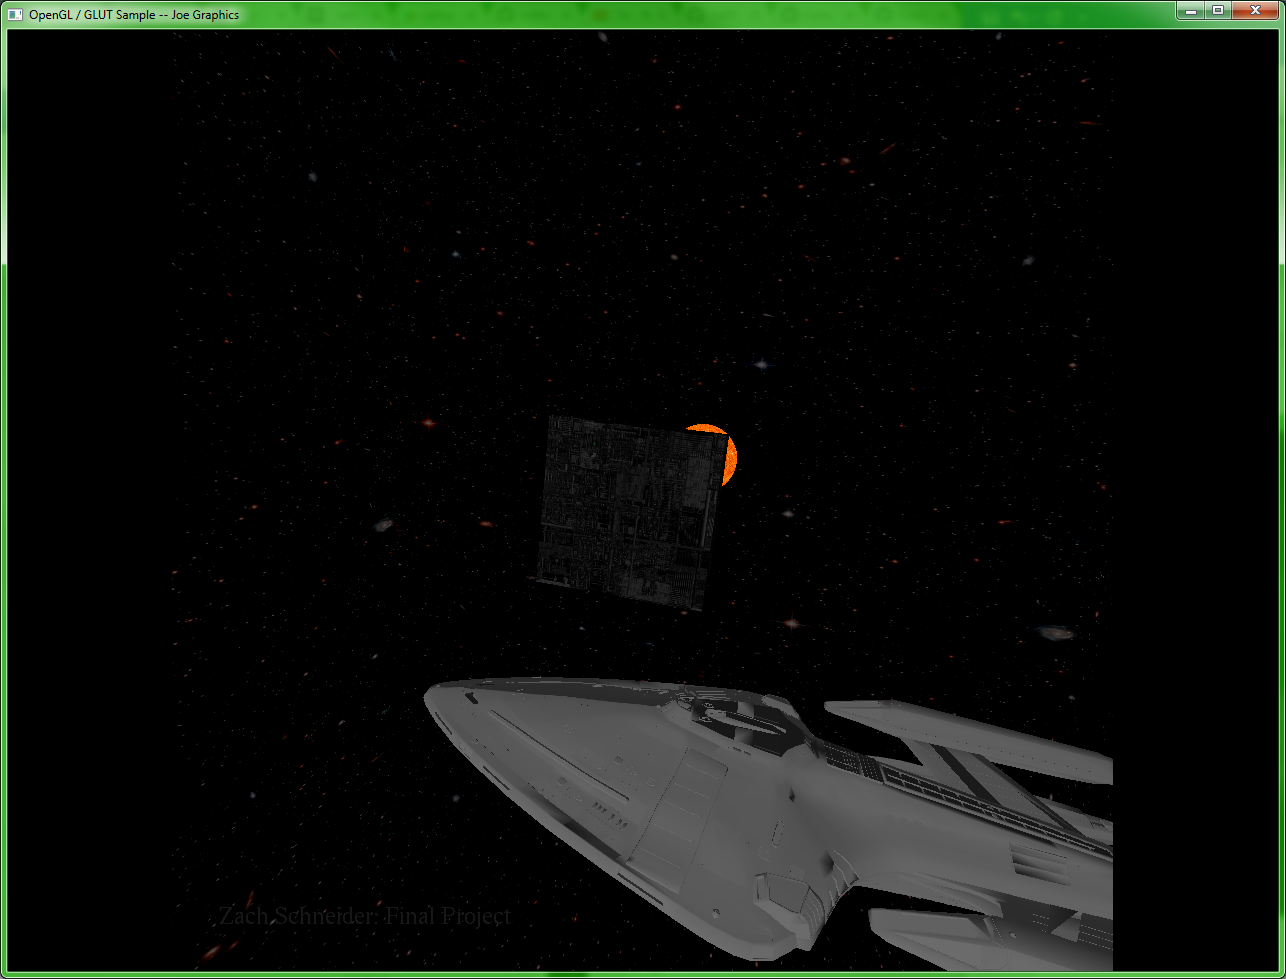 OpenGL / GLUT Sample -- Joe Graphics
Zach Schneider: Final Project